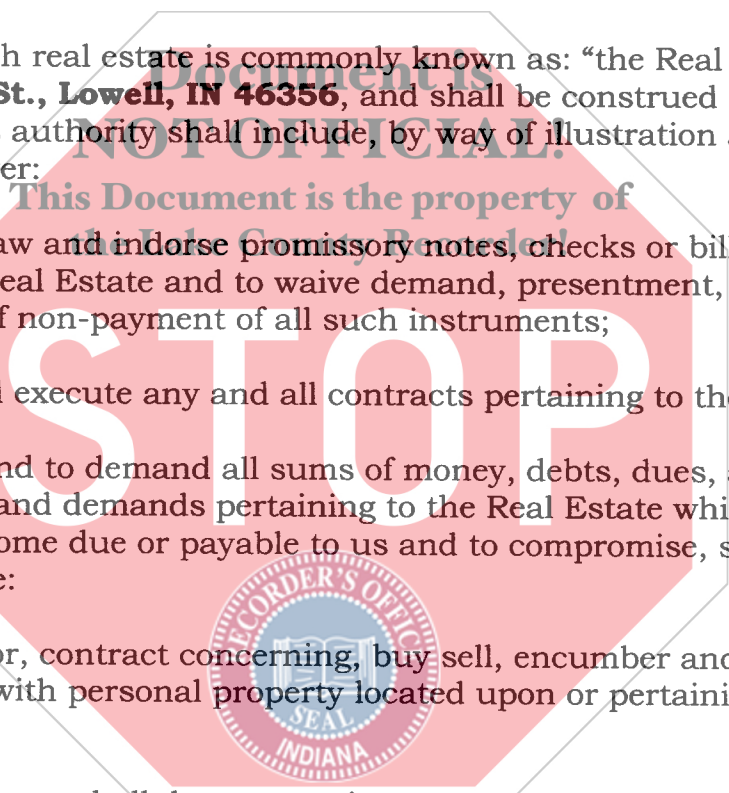 h real estate is commonly known as: “the Real
Document is
St., Lowell, IN 46356, and shall be construed
NOT OFFICIAL!
authority shall include, by way of illustration
er:
This Document is the property of
the Lake County Recorder!
aw and indorse promissory notes, checks or bil
eal Estate and to waive demand, presentment,
f non-payment of all such instruments;
STOP
execute any and all contracts pertaining to the
nd to demand all sums of money, debts, dues,
and demands pertaining to the Real Estate whi
ome due or payable to us and to compromise, s
e:
RECORDER'S OFFICE
or, contract concerning, buy sell, encumber and
with personal property located upon or pertaini
SEAL
INDIANA